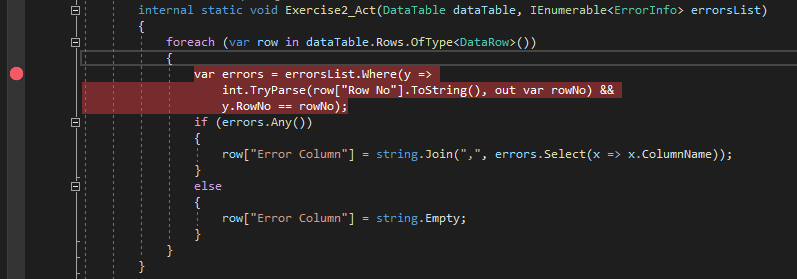 internal static void Exercise2_Act(DataTable dataTable, IEnumerable<ErrorInfo> errorsList)
{
foreach (var row in dataTable.Rows.OfType<DataRow>())
{
var errors = errorsList.Where(y =>
int.TryParse(row["Row No"].ToString(), out var rowNo) &&
y.RowNo == rowNo);
if (errors.Any())
{
row["Error Column"] = string.Join(",", errors.Select(x => x.ColumnName));
}
else
{
row["Error Column"] = string.Empty;
}
}
}